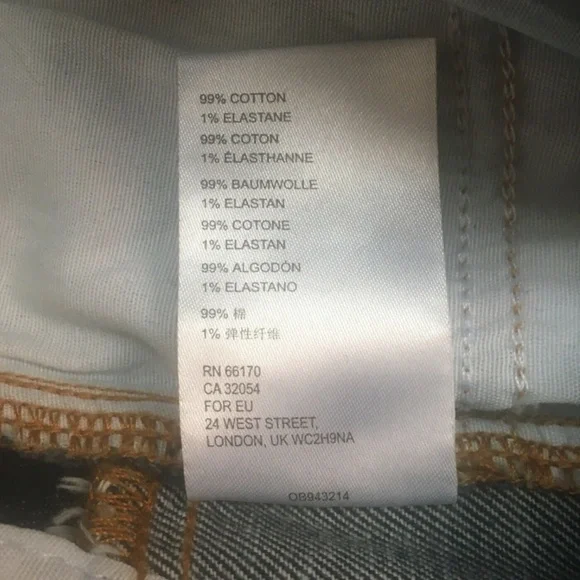 99% COTTON
1% ELASTANE
99% COTON
1% ÉLASTHANNE
99% BAUMWOLLE
1% ELASTAN
99% COTONE
1% ELASTAN
99% ALGODÓN
1% ELASTANO
99% 棉
1% 弹性纤维
RN 66170
CA 32054
FOR EU
24 WEST STREET,
LONDON, UK WC2H9NA
OB943214